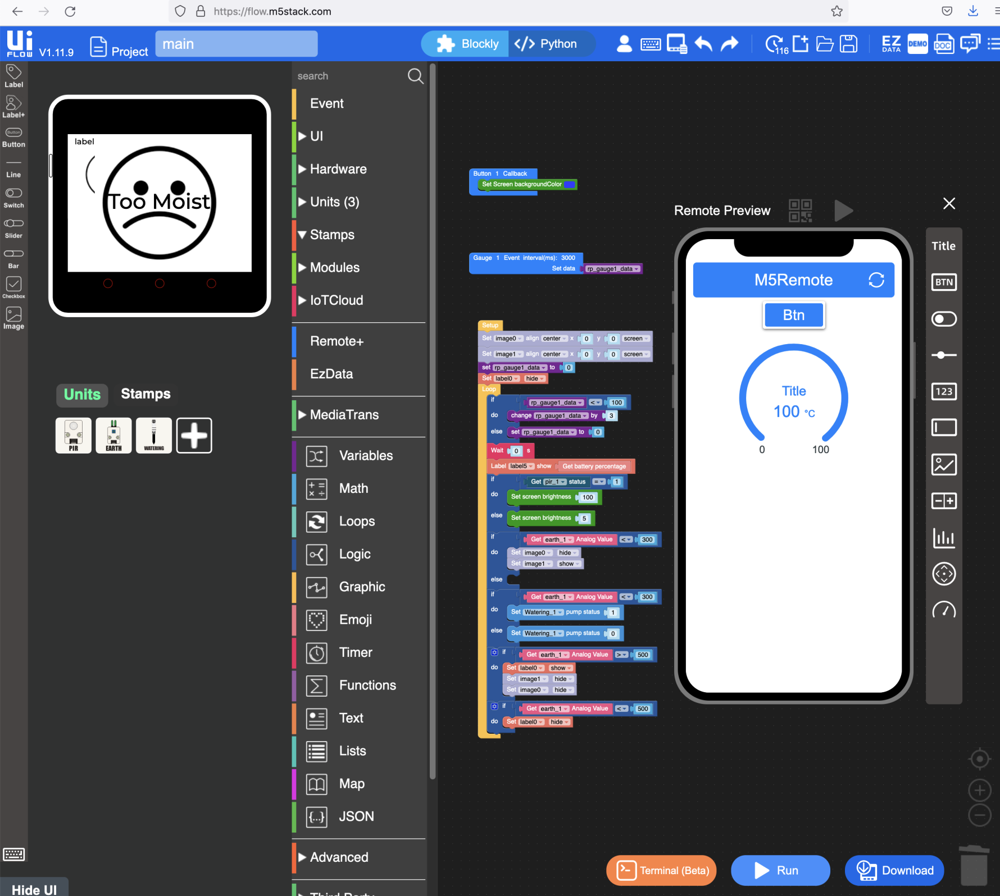 https://flow.m5stack.com
Ui FLOW V1.11.9 Project main Blockly </> Python 116 EZ DATA DEMO DOC
Label
Label+
Button
Button
Line
Switch
Slider
Bar
Checkbox
Image
label
Too Moist
Units Stamps
PIR EARTH WATERING
Hide UI
search
Event
UI
Hardware
Units (3)
Stamps
Modules
IoTCloud
Remote+
EzData
MediaTrans
Variables
Math
Loops
Logic
Graphic
Emoji
Timer
Functions
Text
Lists
Map
JSON
Advanced
Third Party
Button 1 Callback
Set Screen backgroundColor
Gauge 1 Event interval(ms): 3000
Set data rp_gauge1_data
Setup
Set image0 align center x 0 y 0 screen
Set image1 align center x 0 y 0 screen
set rp_gauge1_data to 0
Set label0 hide
Loop
if rp_gauge1_data < 100
do change rp_gauge1_data by 3
else set rp_gauge1_data to 0
Wait 0 s
Label label5 show Get battery percentage
if Get pir_1 status = 1
do Set screen brightness 100
else Set screen brightness 5
if Get earth_1 Analog Value < 300
do Set image0 hide
Set image1 show
else
if Get earth_1 Analog Value < 300
do Set Watering_1 pump status 1
else Set Watering_1 pump status 0
if Get earth_1 Analog Value > 500
do Set label0 show
Set image1 hide
Set image0 hide
if Get earth_1 Analog Value < 500
do Set label0 hide
Remote Preview
M5Remote
Btn
Title
100 °C
0 100
Title
BTN
123
Terminal (Beta) Run Download